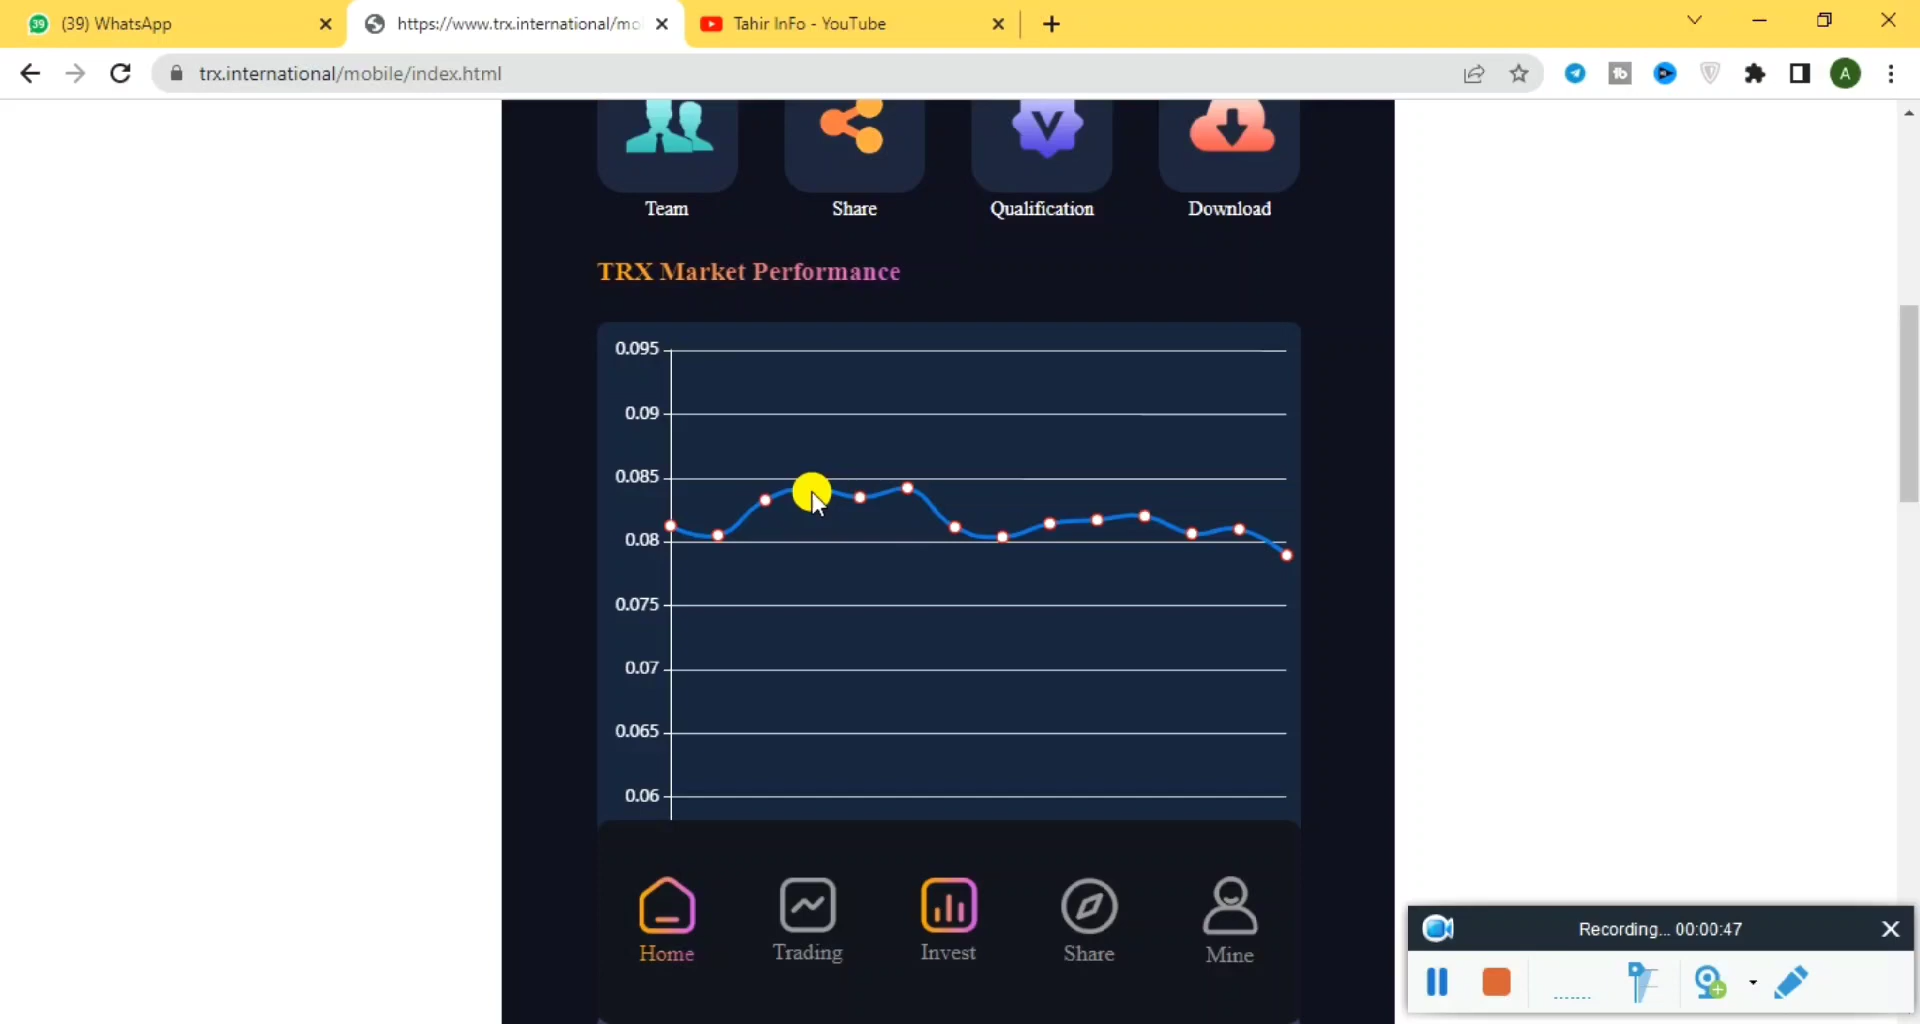 39 (39) WhatsApp
https://www.trx.international/mo
Tahir InFo - YouTube
trx.international/mobile/index.html
A
Team Share Qualification Download
TRX Market Performance
0.095
0.09
0.085
0.08
0.075
0.07
0.065
0.06
Home Trading Invest Share Mine
Recording... 00:00:47